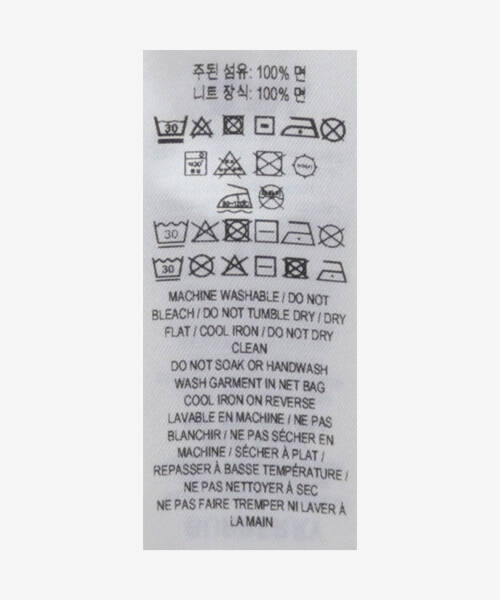 주된 섬유: 100% 면
니트 장식: 100% 면
30
30
30
MACHINE WASHABLE / DO NOT
BLEACH / DO NOT TUMBLE DRY / DRY
FLAT / COOL IRON / DO NOT DRY
CLEAN
DO NOT SOAK OR HANDWASH
WASH GARMENT IN NET BAG
COOL IRON ON REVERSE
LAVABLE EN MACHINE / NE PAS
BLANCHIR / NE PAS SÉCHER EN
MACHINE / SÉCHER À PLAT /
REPASSER À BASSE TEMPÉRATURE /
NE PAS NETTOYER À SEC
NE PAS FAIRE TREMPER NI LAVER À
LA MAIN